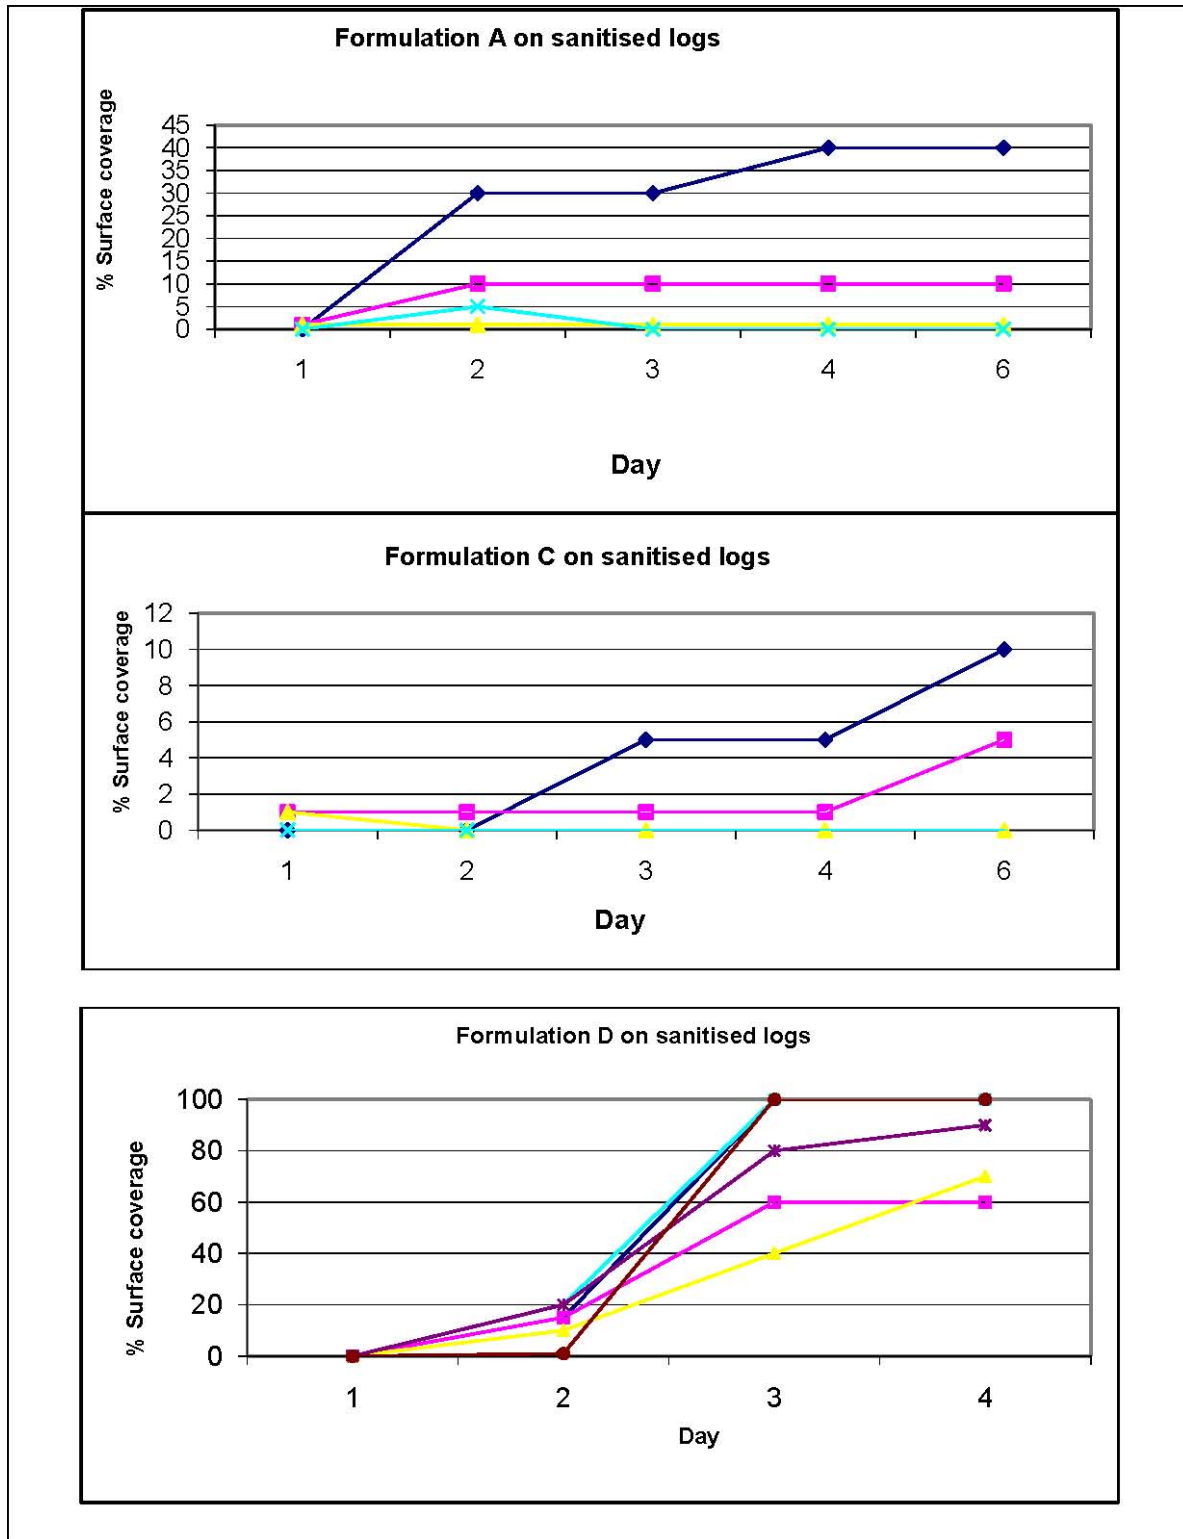 Formulation A on sanitised logs
% Surface coverage
45
40
35
30
25
20
15
10
5
0
1 2 3 4 6
Day
Formulation C on sanitised logs
% Surface coverage
12
10
8
6
4
2
0
1 2 3 4 6
Day
Formulation D on sanitised logs
% Surface coverage
100
80
60
40
20
0
1 2 3 4
Day